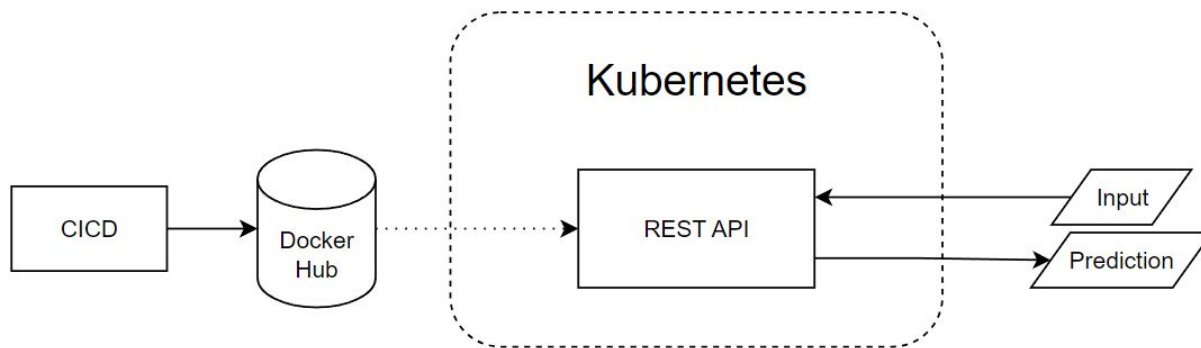 Kubernetes
CICD
Docker
Hub
REST API
Input
Prediction